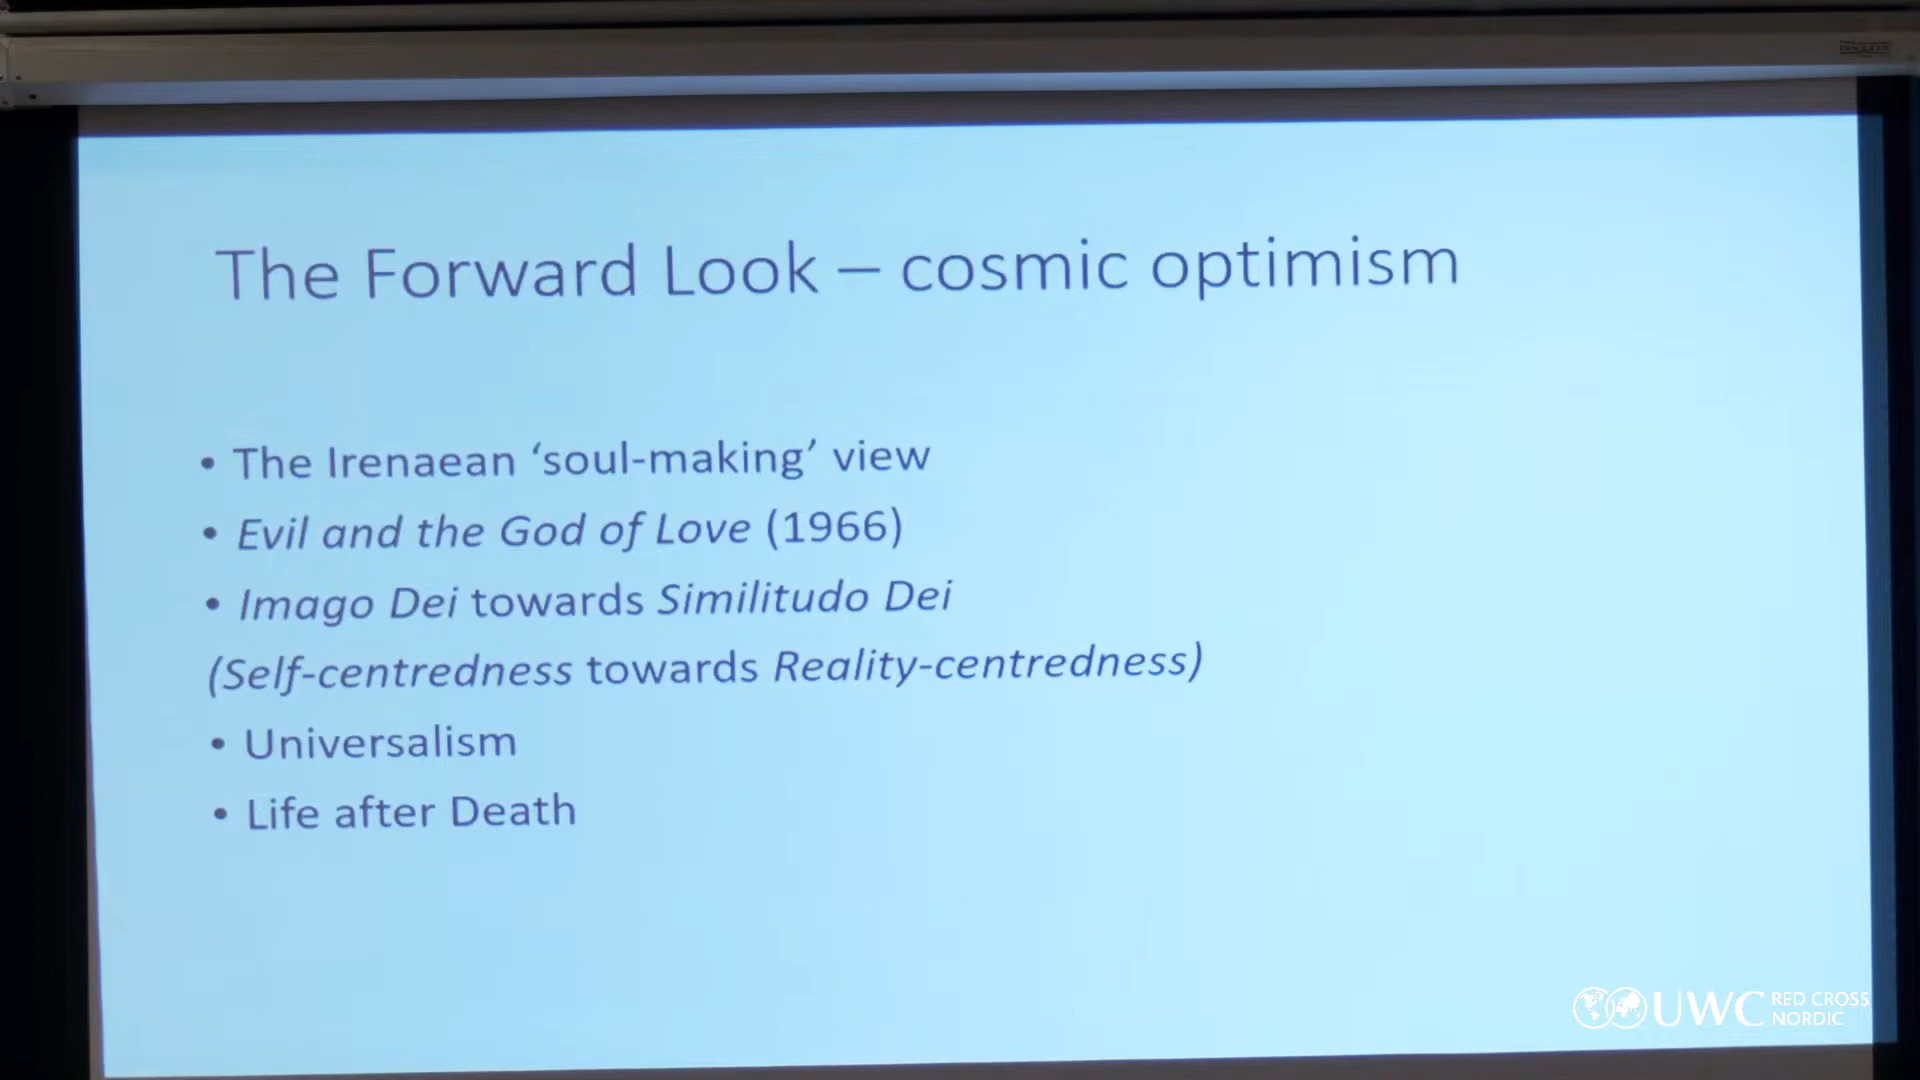 The Forward Look – cosmic optimism
• The Irenaean ‘soul-making’ view
• Evil and the God of Love (1966)
• Imago Dei towards Similitudo Dei
(Self-centredness towards Reality-centredness)
• Universalism
• Life after Death
UWC RED CROSS
NORDIC